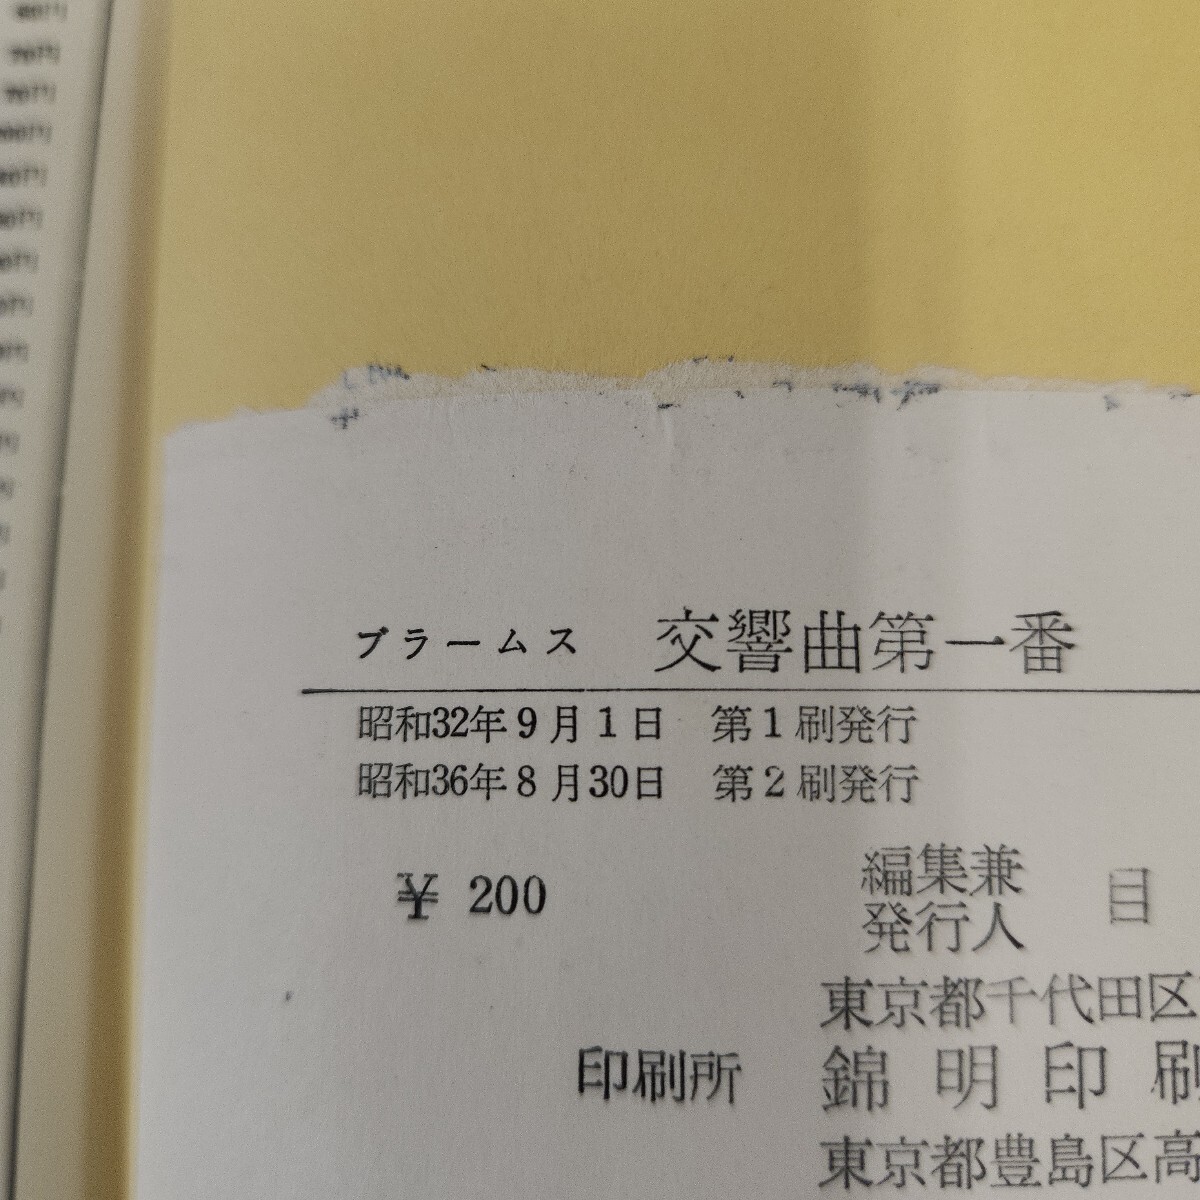 ブラームス 交響曲第一番
昭和32年9月1日 第1刷発行
昭和36年8月30日 第2刷発行
¥ 200
編集兼
発行人 目
東京都千代田区
印刷所 錦明印刷
東京都豊島区高